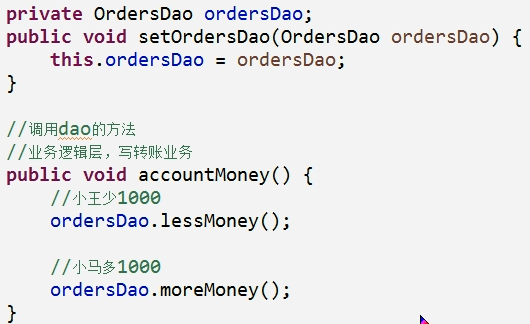 private OrdersDao ordersDao;
public void setOrdersDao(OrdersDao ordersDao) {
    this.ordersDao = ordersDao;
}
//调用dao的方法
//业务逻辑层，写转账业务
public void accountMoney() {
    //小王少1000
    ordersDao.lessMoney();
    //小马多1000
    ordersDao.moreMoney();
}